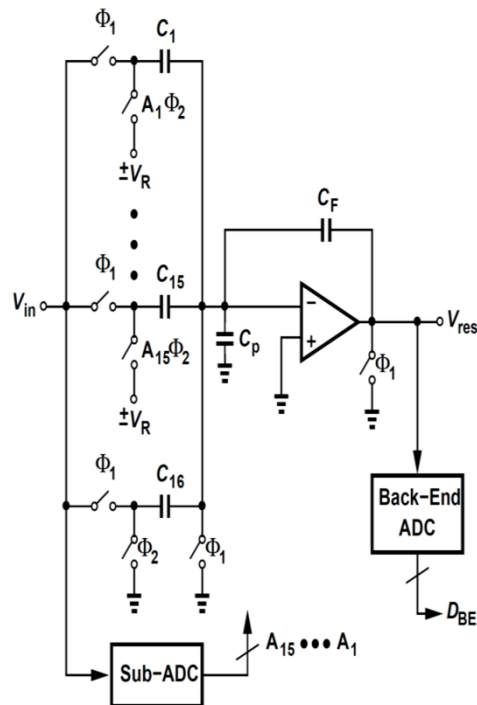 Φ1
C1
A1Φ2
±VR
Φ1
C15
CF
Vin
Cp
Vres
A15Φ2
Φ1
±VR
Φ1
C16
Back-End
ADC
Φ2
Φ1
DBE
A15 ••• A1
Sub-ADC